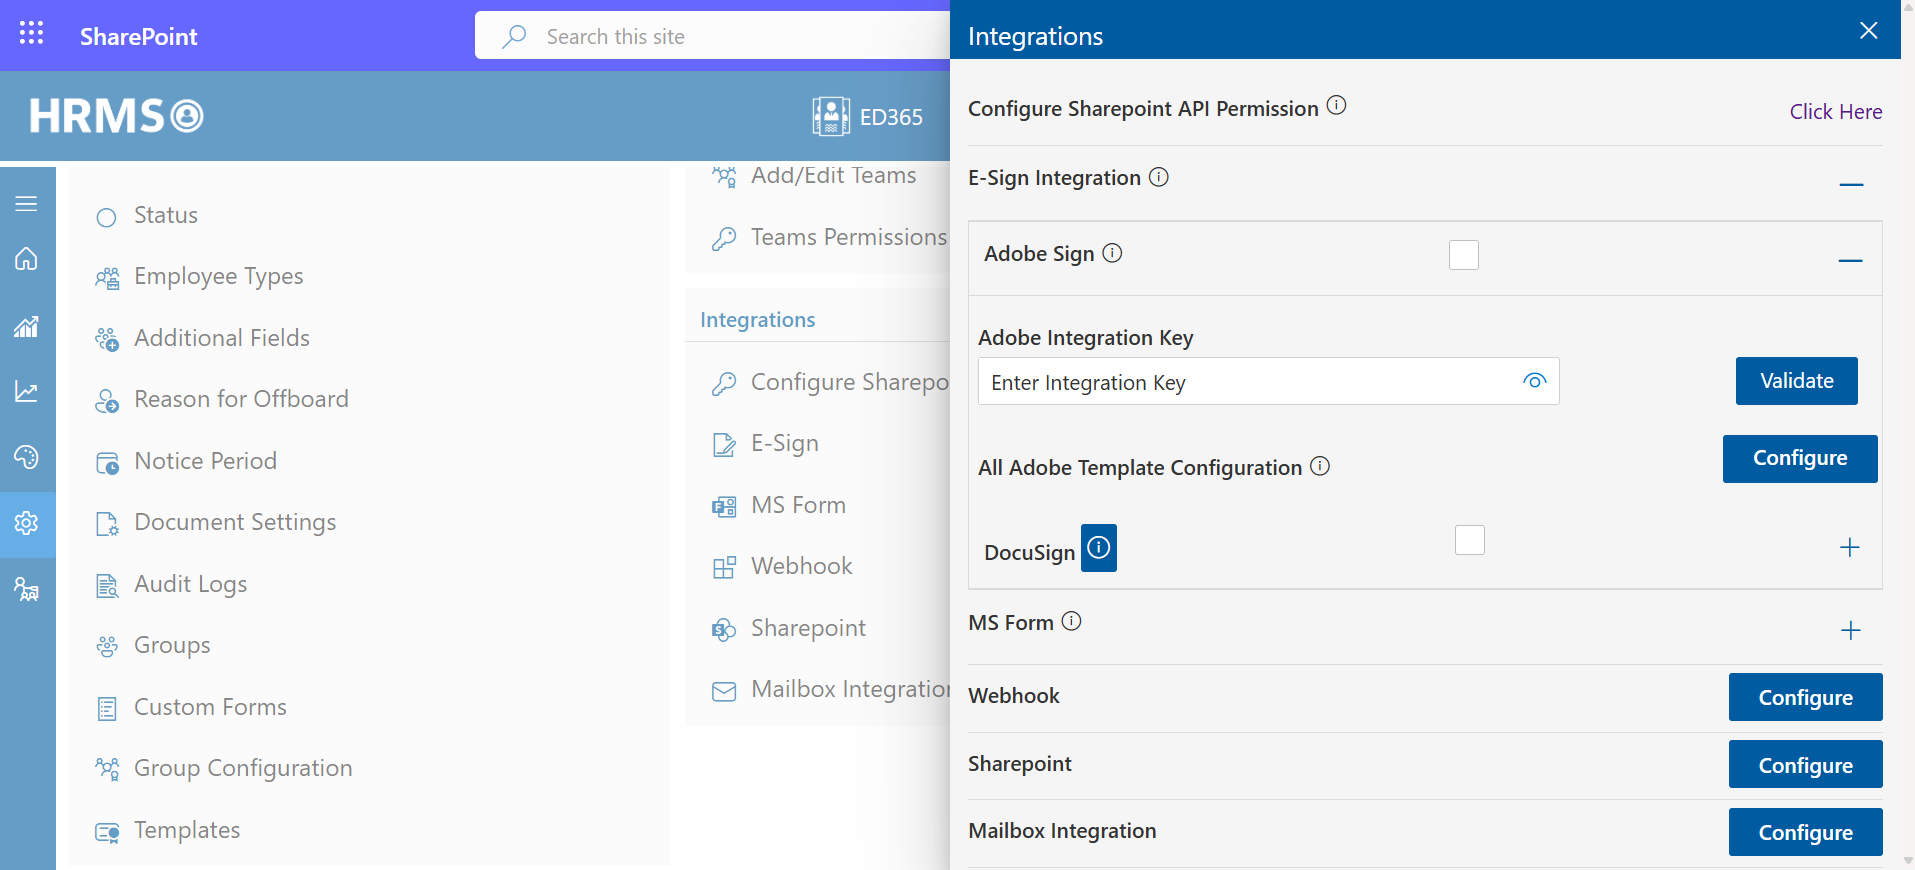 SharePoint
Search this site
HRMS
ED365
Status
Employee Types
Additional Fields
Reason for Offboard
Notice Period
Document Settings
Audit Logs
Groups
Custom Forms
Group Configuration
Templates
Add/Edit Teams
Teams Permissions
Integrations
Configure Sharepo
E-Sign
MS Form
Webhook
Sharepoint
Mailbox Integration
Integrations
Configure Sharepoint API Permission
Click Here
E-Sign Integration
Adobe Sign
Adobe Integration Key
Enter Integration Key
Validate
All Adobe Template Configuration
Configure
DocuSign
MS Form
Webhook
Configure
Sharepoint
Configure
Mailbox Integration
Configure